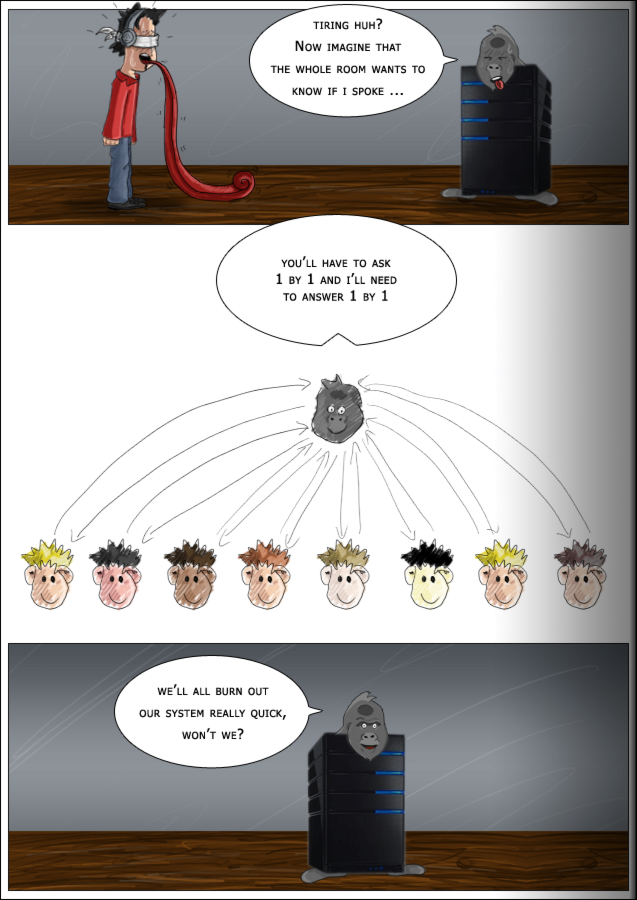 TIRING HUH?
NOW IMAGINE THAT
THE WHOLE ROOM WANTS TO
KNOW IF I SPOKE ...
YOU'LL HAVE TO ASK
1 BY 1 AND I'LL NEED
TO ANSWER 1 BY 1
WE'LL ALL BURN OUT
OUR SYSTEM REALLY QUICK,
WON'T WE?